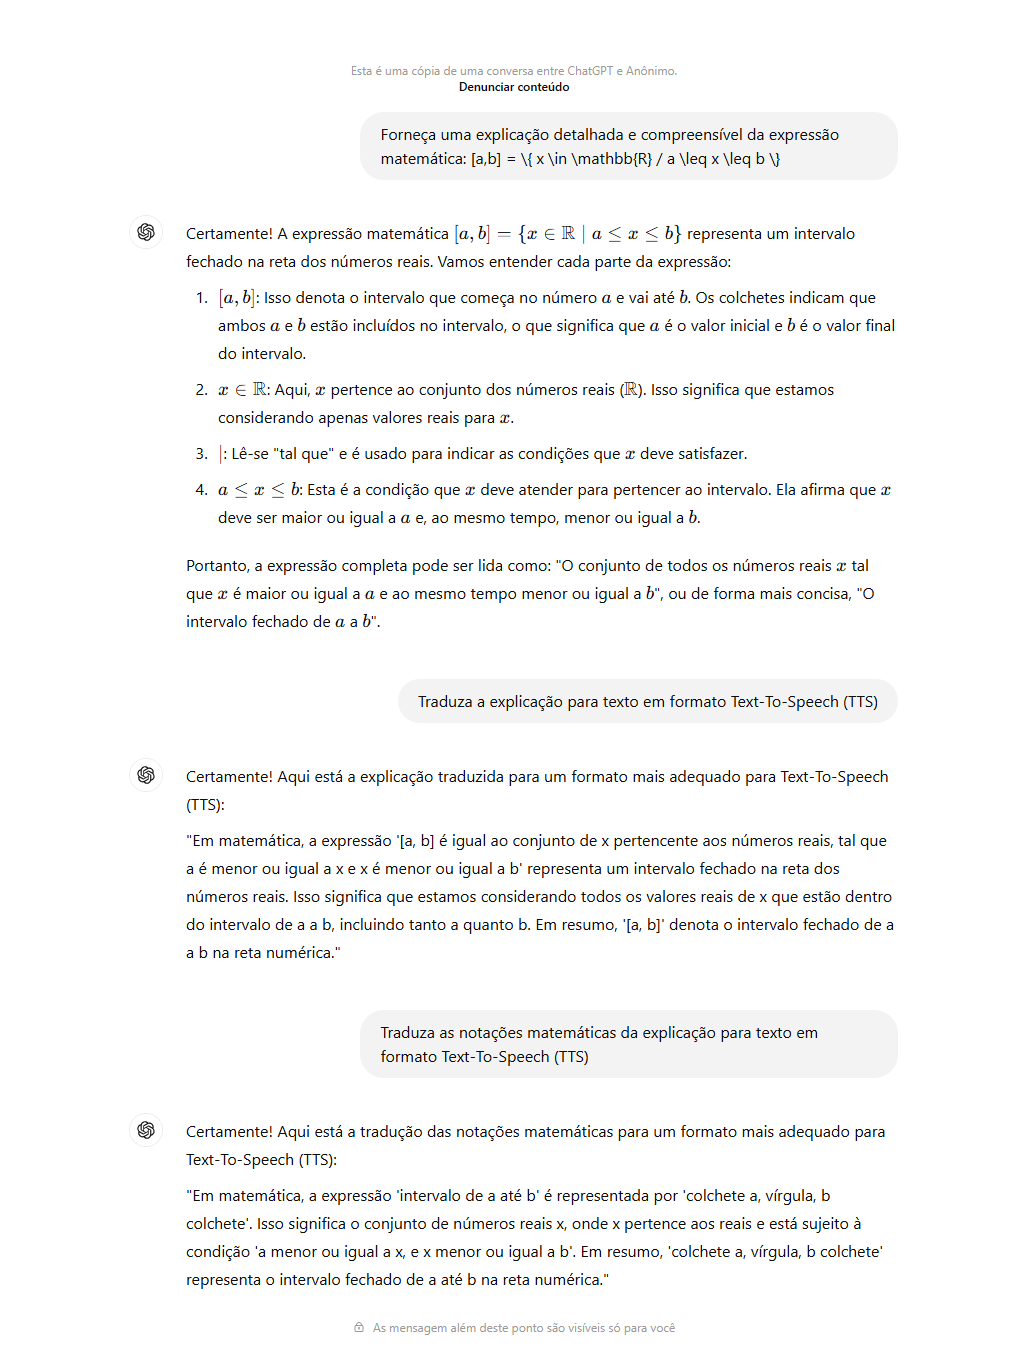 Esta é uma cópia de uma conversa entre ChatGPT e Anônimo.
Denunciar conteúdo
Forneça uma explicação detalhada e compreensível da expressão
matemática: [a,b] = \{ x \in \mathbb{R} / a \leq x \leq b \}
Certamente! A expressão matemática [a, b] = {x ∈ ℝ | a ≤ x ≤ b} representa um intervalo
fechado na reta dos números reais. Vamos entender cada parte da expressão:
1. [a, b]: Isso denota o intervalo que começa no número a e vai até b. Os colchetes indicam que
ambos a e b estão incluídos no intervalo, o que significa que a é o valor inicial e b é o valor final
do intervalo.
2. x ∈ ℝ: Aqui, x pertence ao conjunto dos números reais (ℝ). Isso significa que estamos
considerando apenas valores reais para x.
3. |: Lê-se "tal que" e é usado para indicar as condições que x deve satisfazer.
4. a ≤ x ≤ b: Esta é a condição que x deve atender para pertencer ao intervalo. Ela afirma que x
deve ser maior ou igual a a e, ao mesmo tempo, menor ou igual a b.
Portanto, a expressão completa pode ser lida como: "O conjunto de todos os números reais x tal
que x é maior ou igual a a e ao mesmo tempo menor ou igual a b", ou de forma mais concisa, "O
intervalo fechado de a a b".
Traduza a explicação para texto em formato Text-To-Speech (TTS)
Certamente! Aqui está a explicação traduzida para um formato mais adequado para Text-To-Speech
(TTS):
"Em matemática, a expressão '[a, b] é igual ao conjunto de x pertencente aos números reais, tal que
a é menor ou igual a x e x é menor ou igual a b' representa um intervalo fechado na reta dos
números reais. Isso significa que estamos considerando todos os valores reais de x que estão dentro
do intervalo de a a b, incluindo tanto a quanto b. Em resumo, '[a, b]' denota o intervalo fechado de a
a b na reta numérica."
Traduza as notações matemáticas da explicação para texto em
formato Text-To-Speech (TTS)
Certamente! Aqui está a tradução das notações matemáticas para um formato mais adequado para
Text-To-Speech (TTS):
"Em matemática, a expressão 'intervalo de a até b' é representada por 'colchete a, vírgula, b
colchete'. Isso significa o conjunto de números reais x, onde x pertence aos reais e está sujeito à
condição 'a menor ou igual a x, e x menor ou igual a b'. Em resumo, 'colchete a, vírgula, b colchete'
representa o intervalo fechado de a até b na reta numérica."
As mensagem além deste ponto são visíveis só para você